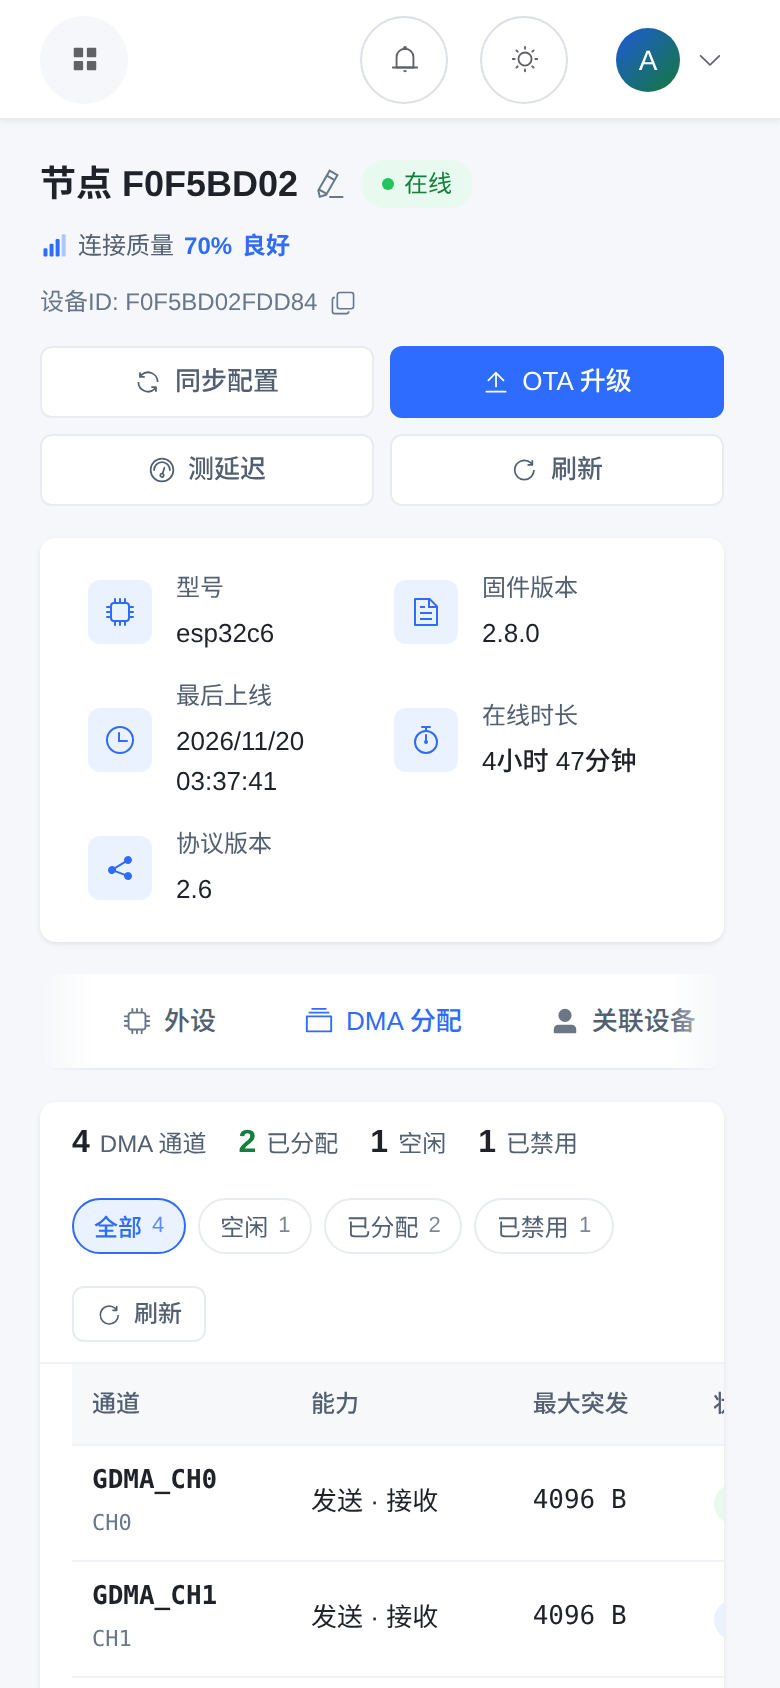 A
节点 F0F5BD02
在线
连接质量 70% 良好
设备ID: F0F5BD02FDD84
同步配置
OTA 升级
测延迟
刷新
型号
esp32c6
固件版本
2.8.0
最后上线
2026/11/20
03:37:41
在线时长
4小时 47分钟
协议版本
2.6
外设
DMA 分配
关联设备
4 DMA 通道 2 已分配 1 空闲 1 已禁用
全部 4 空闲 1 已分配 2 已禁用 1
刷新
通道 能力 最大突发
GDMA_CH0
CH0
发送 · 接收
4096 B
GDMA_CH1
CH1
发送 · 接收
4096 B